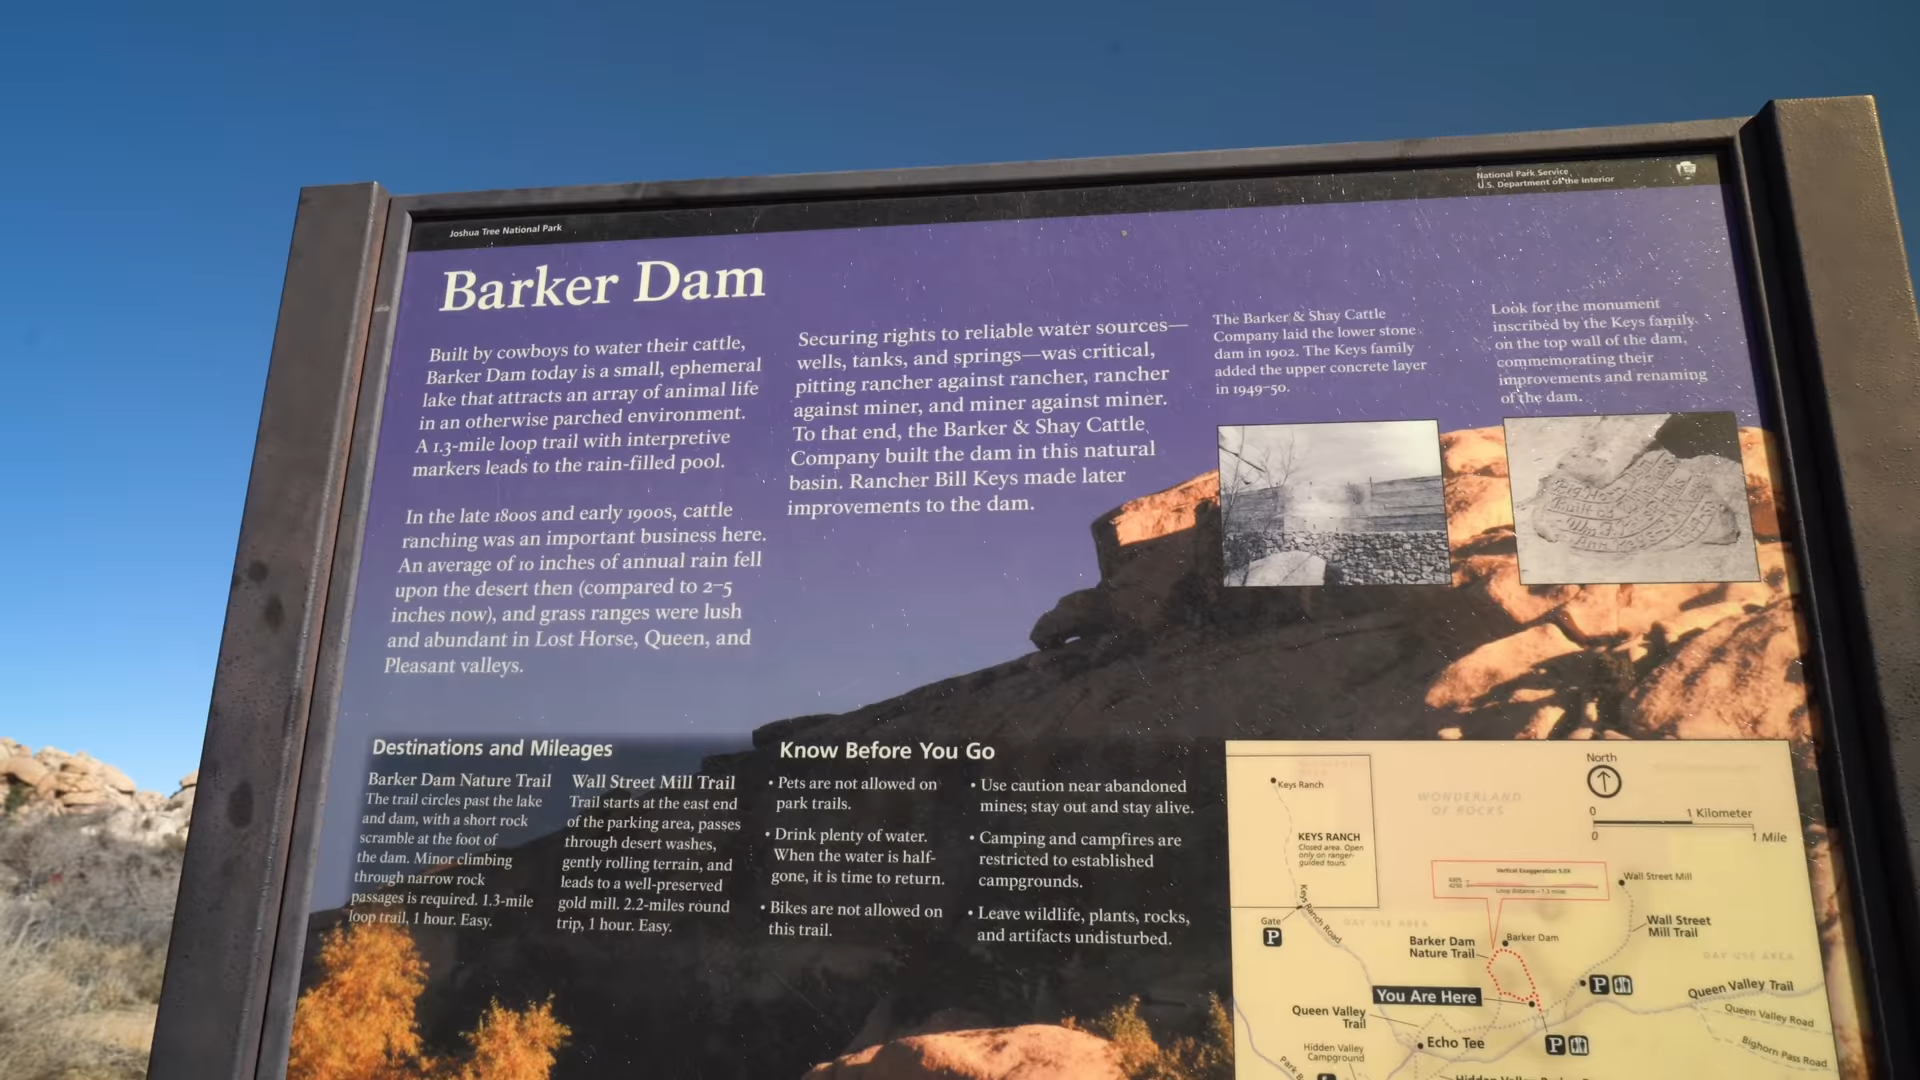 Joshua Tree National Park
National Park Service
U.S. Department of the Interior
Barker Dam
Built by cowboys to water their cattle,
Barker Dam today is a small, ephemeral
lake that attracts an array of animal life
in an otherwise parched environment.
A 1.3-mile loop trail with interpretive
markers leads to the rain-filled pool.
In the late 1800s and early 1900s, cattle
ranching was an important business here.
An average of 10 inches of annual rain fell
upon the desert then (compared to 2–5
inches now), and grass ranges were lush
and abundant in Lost Horse, Queen, and
Pleasant valleys.
Securing rights to reliable water sources—
wells, tanks, and springs—was critical,
pitting rancher against rancher, rancher
against miner, and miner against miner.
To that end, the Barker & Shay Cattle
Company built the dam in this natural
basin. Rancher Bill Keys made later
improvements to the dam.
The Barker & Shay Cattle
Company laid the lower stone
dam in 1902. The Keys family
added the upper concrete layer
in 1949–50.
Look for the monument
inscribed by the Keys family
on the top wall of the dam,
commemorating their
improvements and renaming
of the dam.
Destinations and Mileages
Barker Dam Nature Trail
The trail circles past the lake
and dam, with a short rock
scramble at the foot of
the dam. Minor climbing
through narrow rock
passages is required. 1.3-mile
loop trail, 1 hour. Easy.
Wall Street Mill Trail
Trail starts at the east end
of the parking area, passes
through desert washes,
gently rolling terrain, and
leads to a well-preserved
gold mill. 2.2-miles round
trip, 1 hour. Easy.
Know Before You Go
• Pets are not allowed on
park trails.
• Drink plenty of water.
When the water is half-
gone, it is time to return.
• Bikes are not allowed on
this trail.
• Use caution near abandoned
mines; stay out and stay alive.
• Camping and campfires are
restricted to established
campgrounds.
• Leave wildlife, plants, rocks,
and artifacts undisturbed.
Keys Ranch
KEYS RANCH
Closed area. Open
only on ranger-
guided tours.
WONDERLAND
OF ROCKS
North
0 1 Kilometer
0 1 Mile
Vertical Exaggeration 5.0X
Loop distance - 1.3 miles
Wall Street Mill
Wall Street
Mill Trail
Keys Ranch Road
Gate
P
DAY USE AREA
Barker Dam
Nature Trail
Barker Dam
DAY USE AREA
You Are Here
P
Queen Valley Trail
Queen Valley
Trail
Queen Valley Road
Echo Tee
P
Bighorn Pass Road
Hidden Valley
Campground